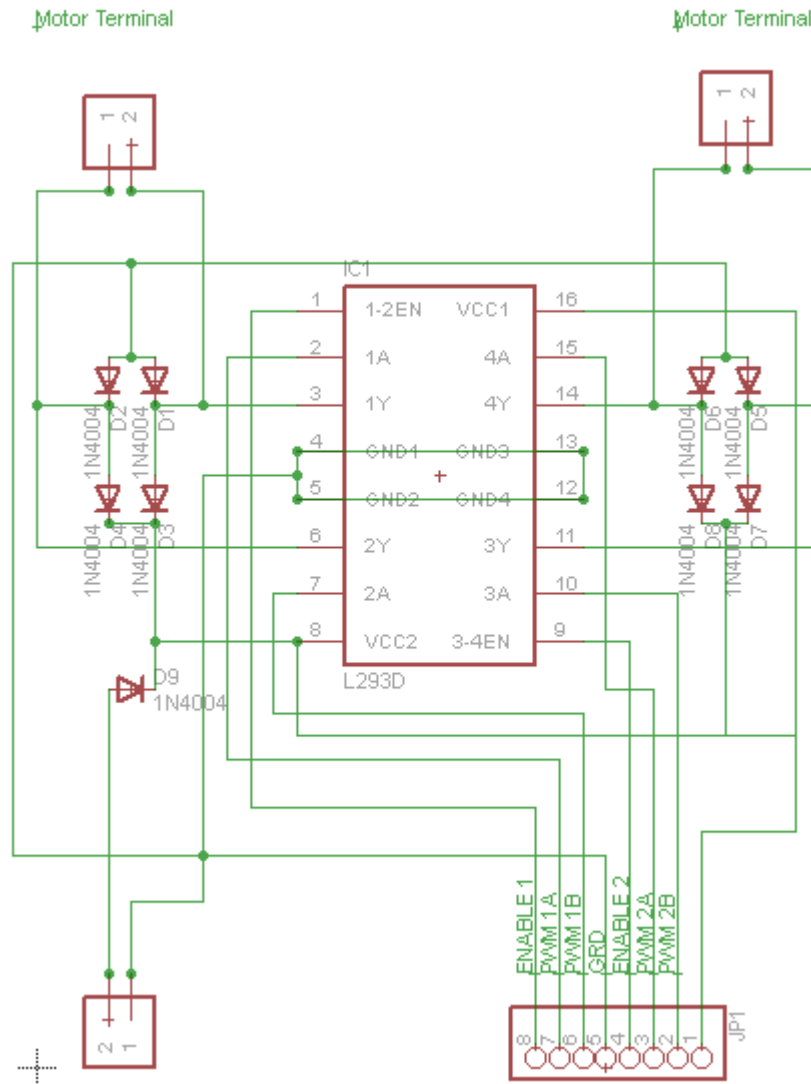 Motor Terminal
Motor Terminal
1
2
1
2
IC1
1 1-2EN VCC1 16
2 1A 4A 15
3 1Y 4Y 14
4 GND1 GND3 13
5 GND2 GND4 12
6 2Y 3Y 11
7 2A 3A 10
8 VCC2 3-4EN 9
L293D
1N4004
D2
1N4004
D1
1N4004
D4
1N4004
D3
1N4004
D6
1N4004
D5
1N4004
D8
1N4004
D7
D9
1N4004
ENABLE 1
PWM 1A
PWM 1B
GRD
ENABLE 2
PWM 2A
PWM 2B
2
1
8
7
6
5
4
3
2
1
JP1